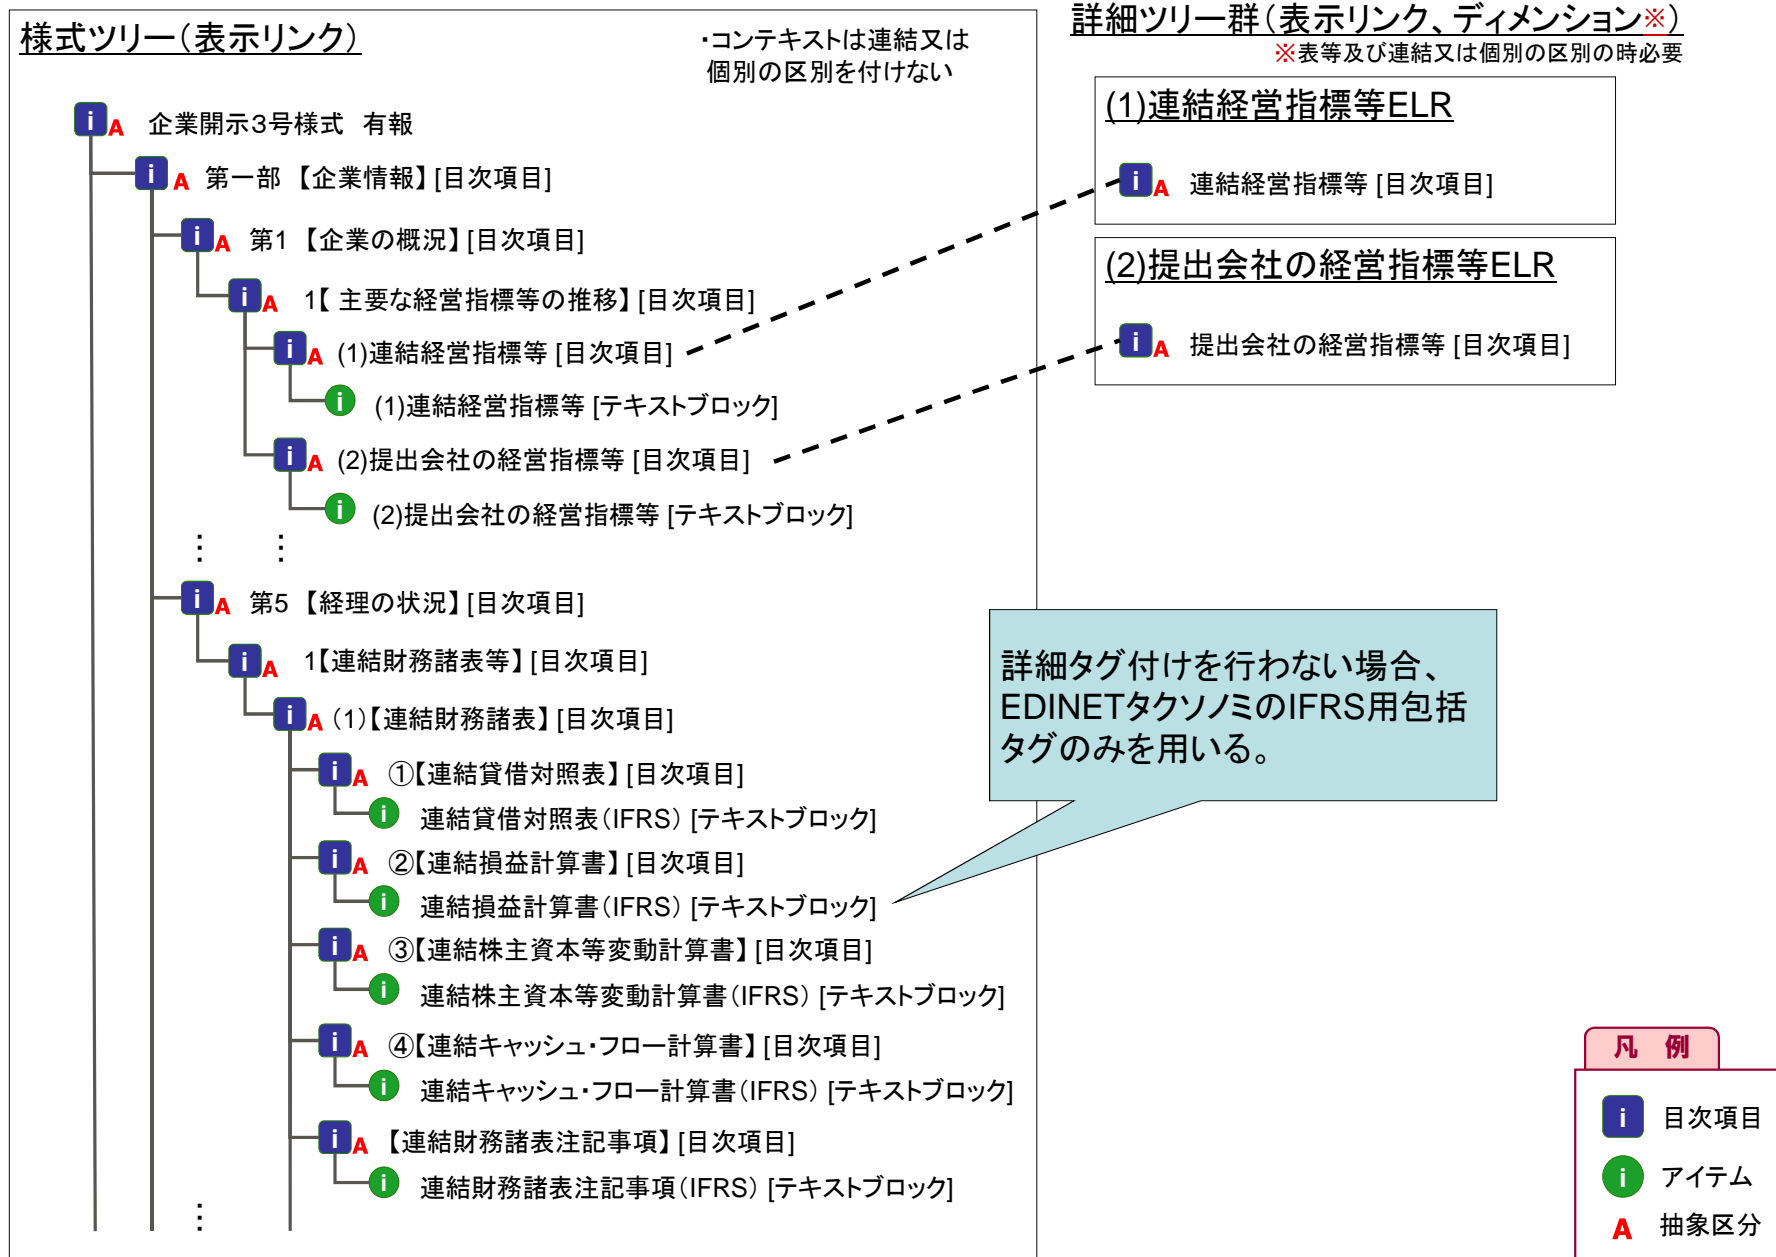 様式ツリー（表示リンク）
・コンテキストは連結又は
個別の区別を付けない
i A 企業開示3号様式 有報
i A 第一部 【企業情報】 [目次項目]
i A 第1 【企業の概況】 [目次項目]
i A 1【 主要な経営指標等の推移】 [目次項目]
i A (1)連結経営指標等 [目次項目]
i (1)連結経営指標等 [テキストブロック]
i A (2)提出会社の経営指標等 [目次項目]
i (2)提出会社の経営指標等 [テキストブロック]
⋮ ⋮
i A 第5 【経理の状況】 [目次項目]
i A 1【連結財務諸表等】 [目次項目]
i A （1）【連結財務諸表】 [目次項目]
i A ①【連結貸借対照表】 [目次項目]
i 連結貸借対照表（IFRS） [テキストブロック]
i A ②【連結損益計算書】 [目次項目]
i 連結損益計算書（IFRS） [テキストブロック]
i A ③【連結株主資本等変動計算書】 [目次項目]
i 連結株主資本等変動計算書（IFRS） [テキストブロック]
i A ④【連結キャッシュ・フロー計算書】 [目次項目]
i 連結キャッシュ・フロー計算書（IFRS） [テキストブロック]
i A 【連結財務諸表注記事項】 [目次項目]
i 連結財務諸表注記事項（IFRS） [テキストブロック]
⋮
詳細ツリー群（表示リンク、ディメンション※）
※表等及び連結又は個別の区別の時必要
(1)連結経営指標等ELR
i A 連結経営指標等 [目次項目]
(2)提出会社の経営指標等ELR
i A 提出会社の経営指標等 [目次項目]
詳細タグ付けを行わない場合、
EDINETタクソノミのIFRS用包括
タグのみを用いる。
凡 例
i 目次項目
i アイテム
A 抽象区分